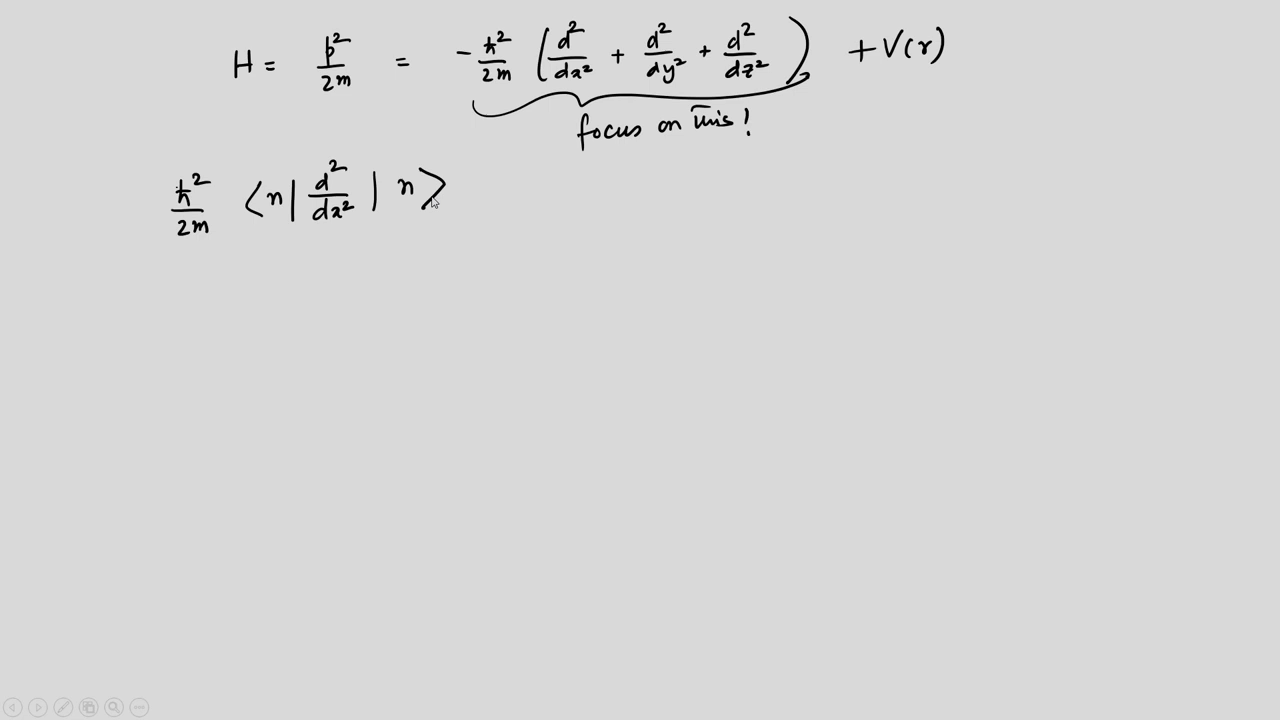 H = p²/2m = -ħ²/2m (d²/dx² + d²/dy² + d²/dz²) + V(r)
focus on this!
ħ²/2m <n| d²/dx² | n>